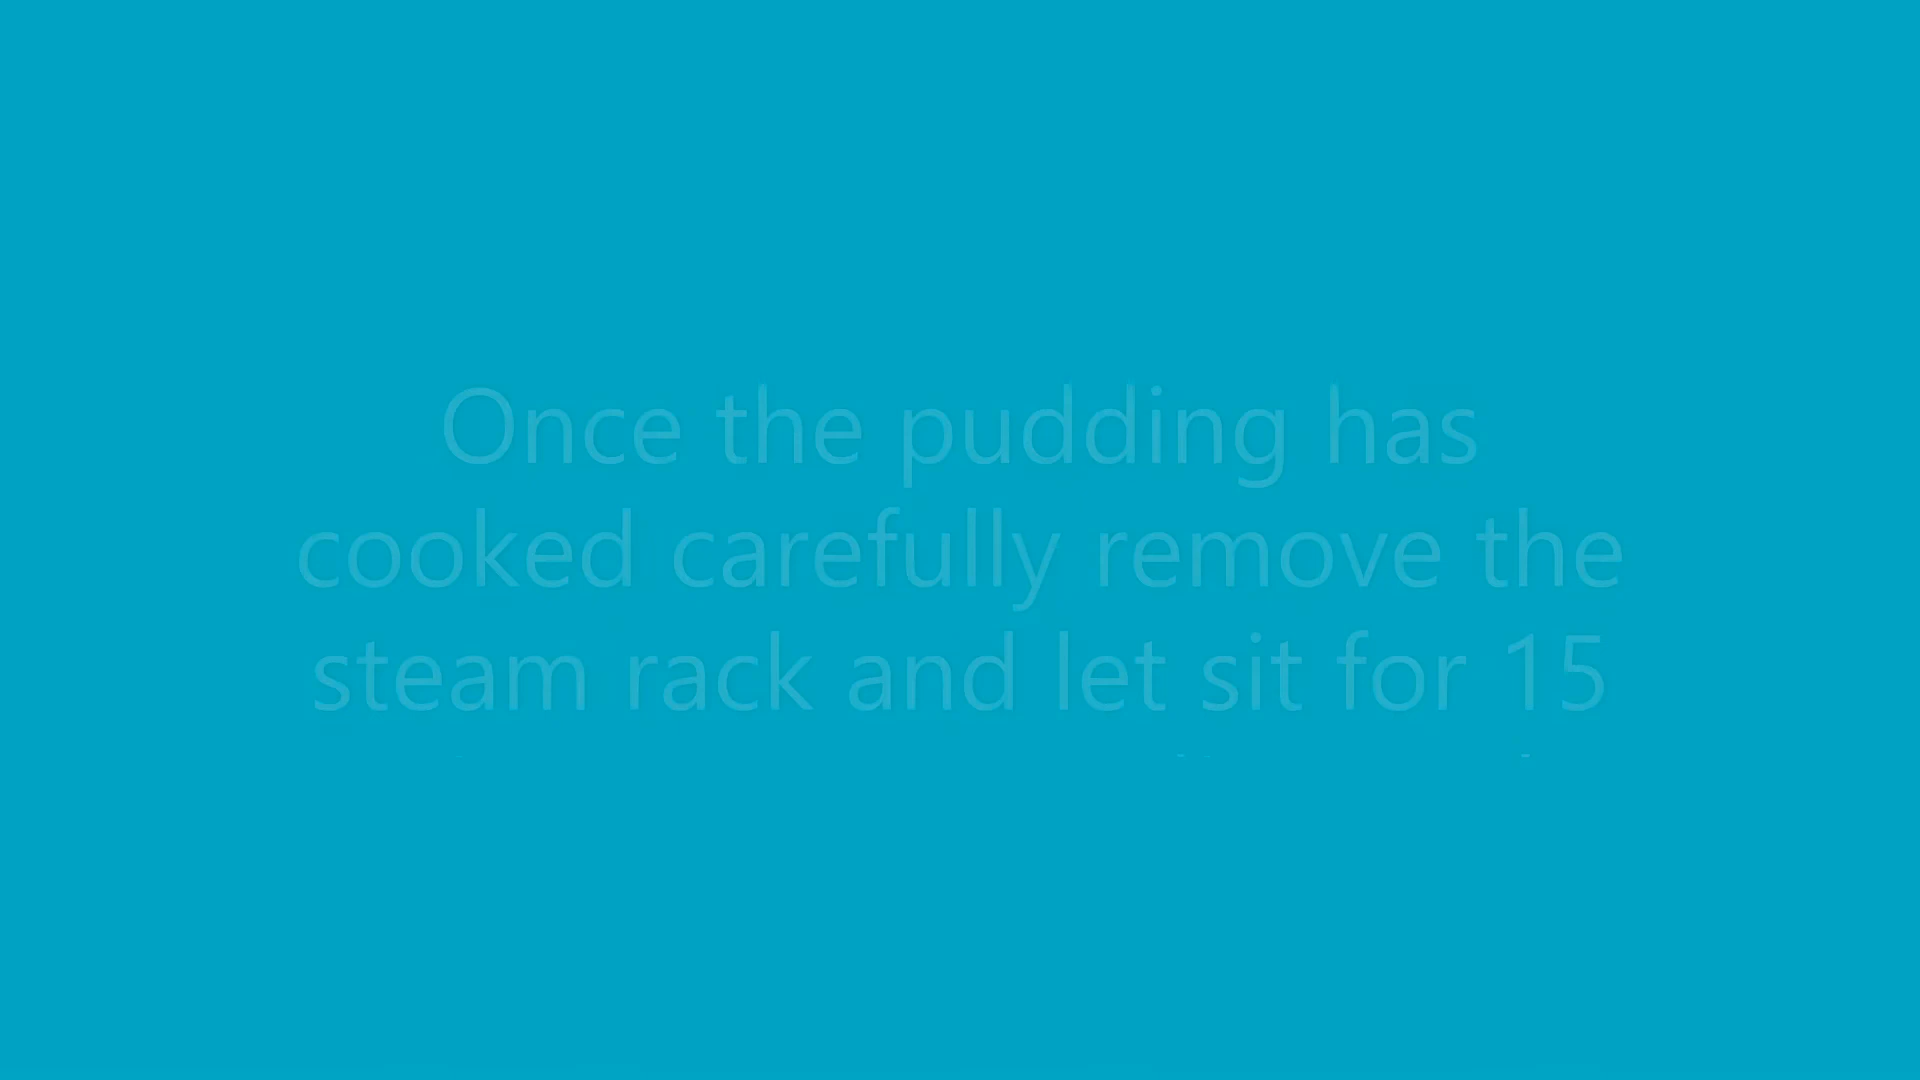 Once the pudding has
cooked carefully remove the
steam rack and let sit for 15